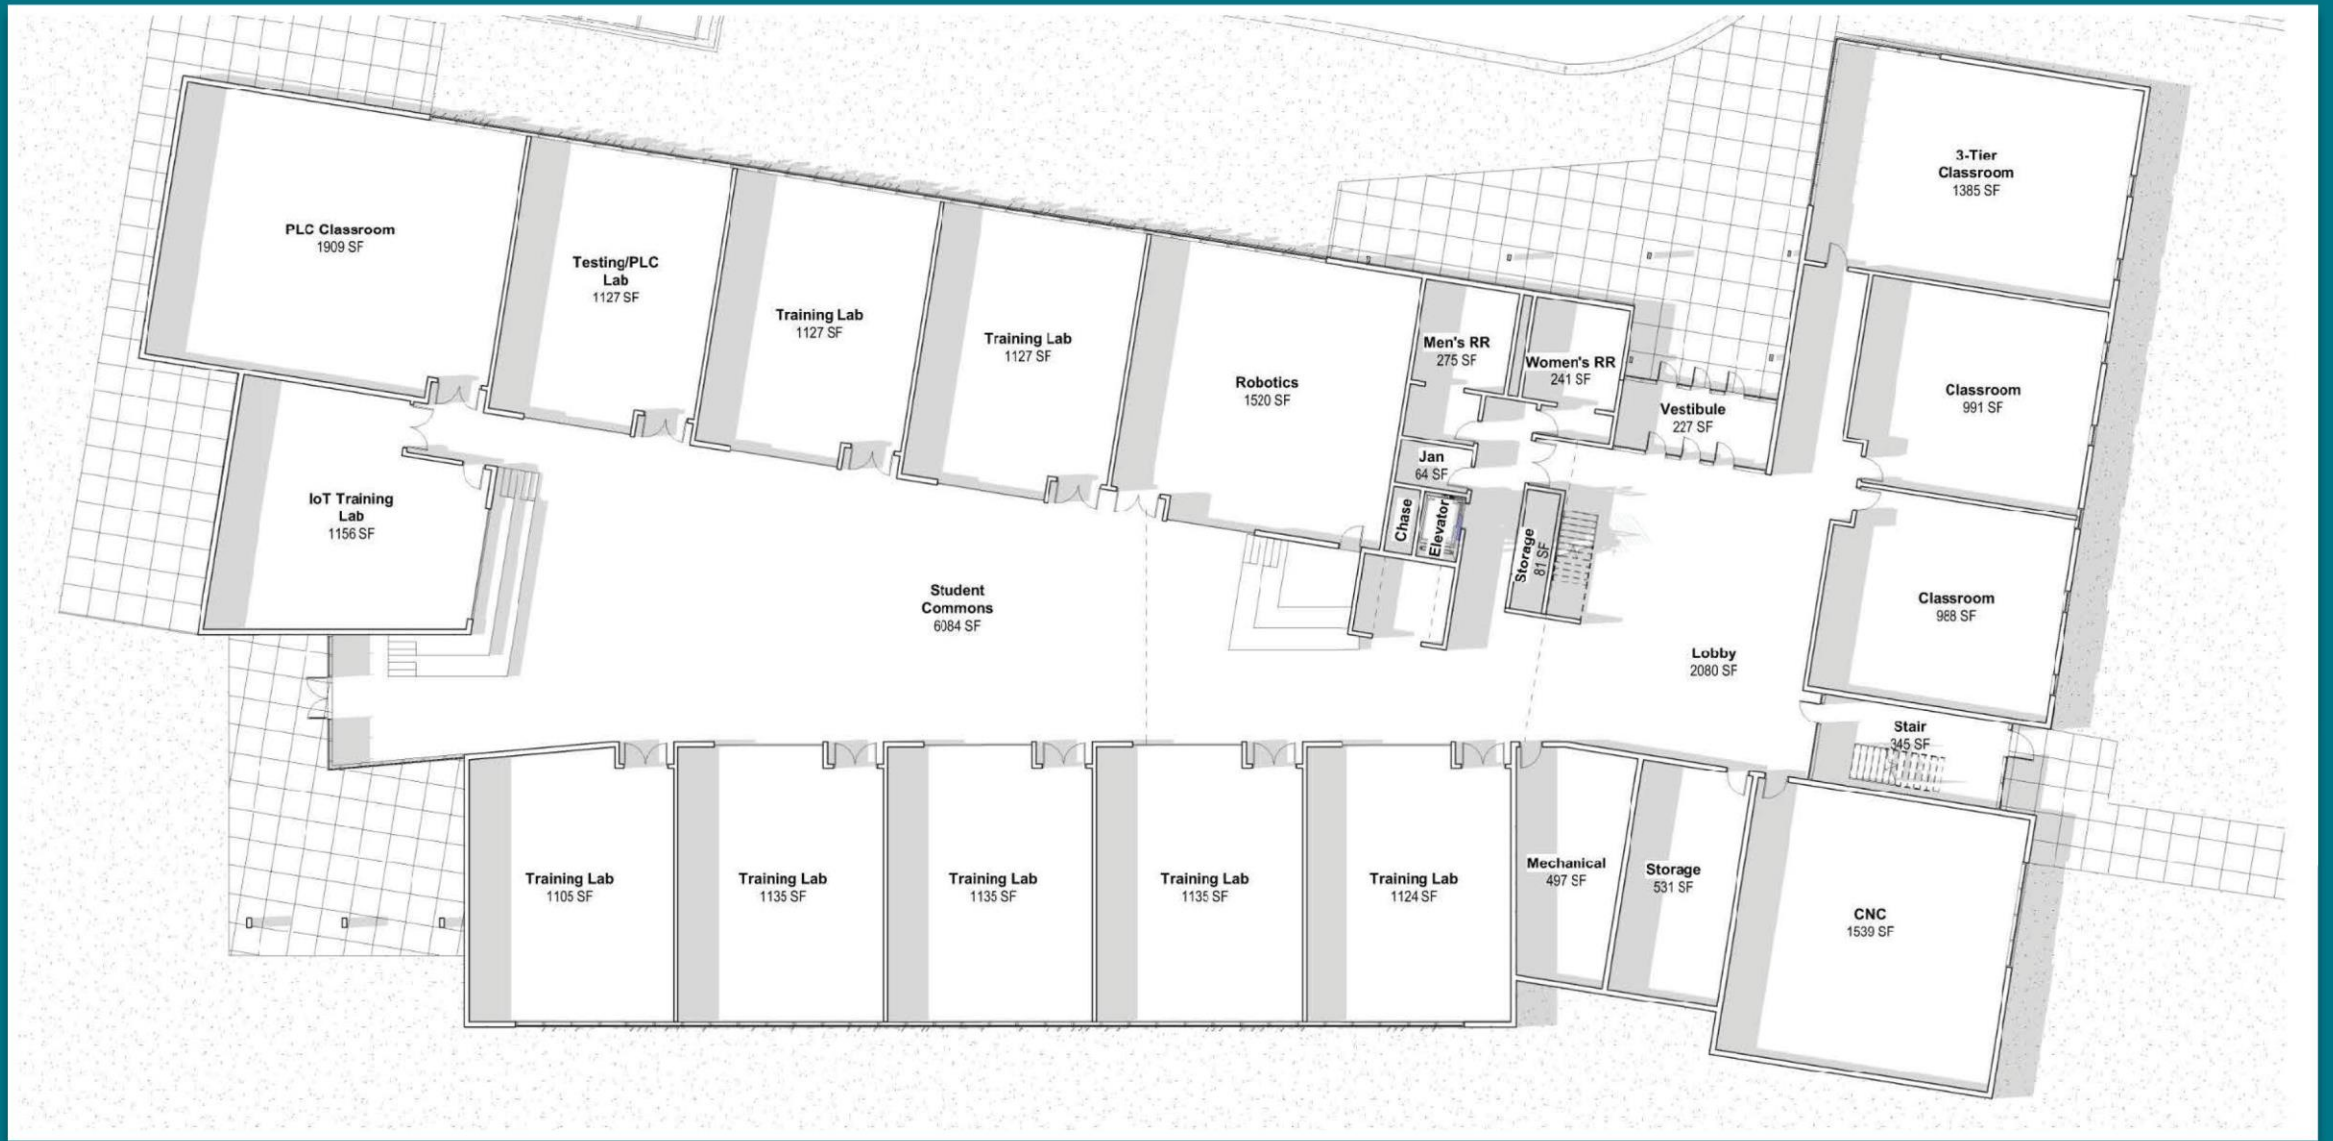 3-Tier
Classroom
1385 SF
PLC Classroom
1909 SF
Testing/PLC
Lab
1127 SF
Training Lab
1127 SF
Training Lab
1127 SF
Robotics
1520 SF
Men's RR
275 SF
Women's RR
241 SF
Vestibule
227 SF
Classroom
991 SF
Jan
64 SF
Chase
Elevator
Storage
81 SF
IoT Training
Lab
1156 SF
Student
Commons
6084 SF
Classroom
988 SF
Lobby
2080 SF
Stair
345 SF
Training Lab
1105 SF
Training Lab
1135 SF
Training Lab
1135 SF
Training Lab
1135 SF
Training Lab
1124 SF
Mechanical
497 SF
Storage
531 SF
CNC
1539 SF